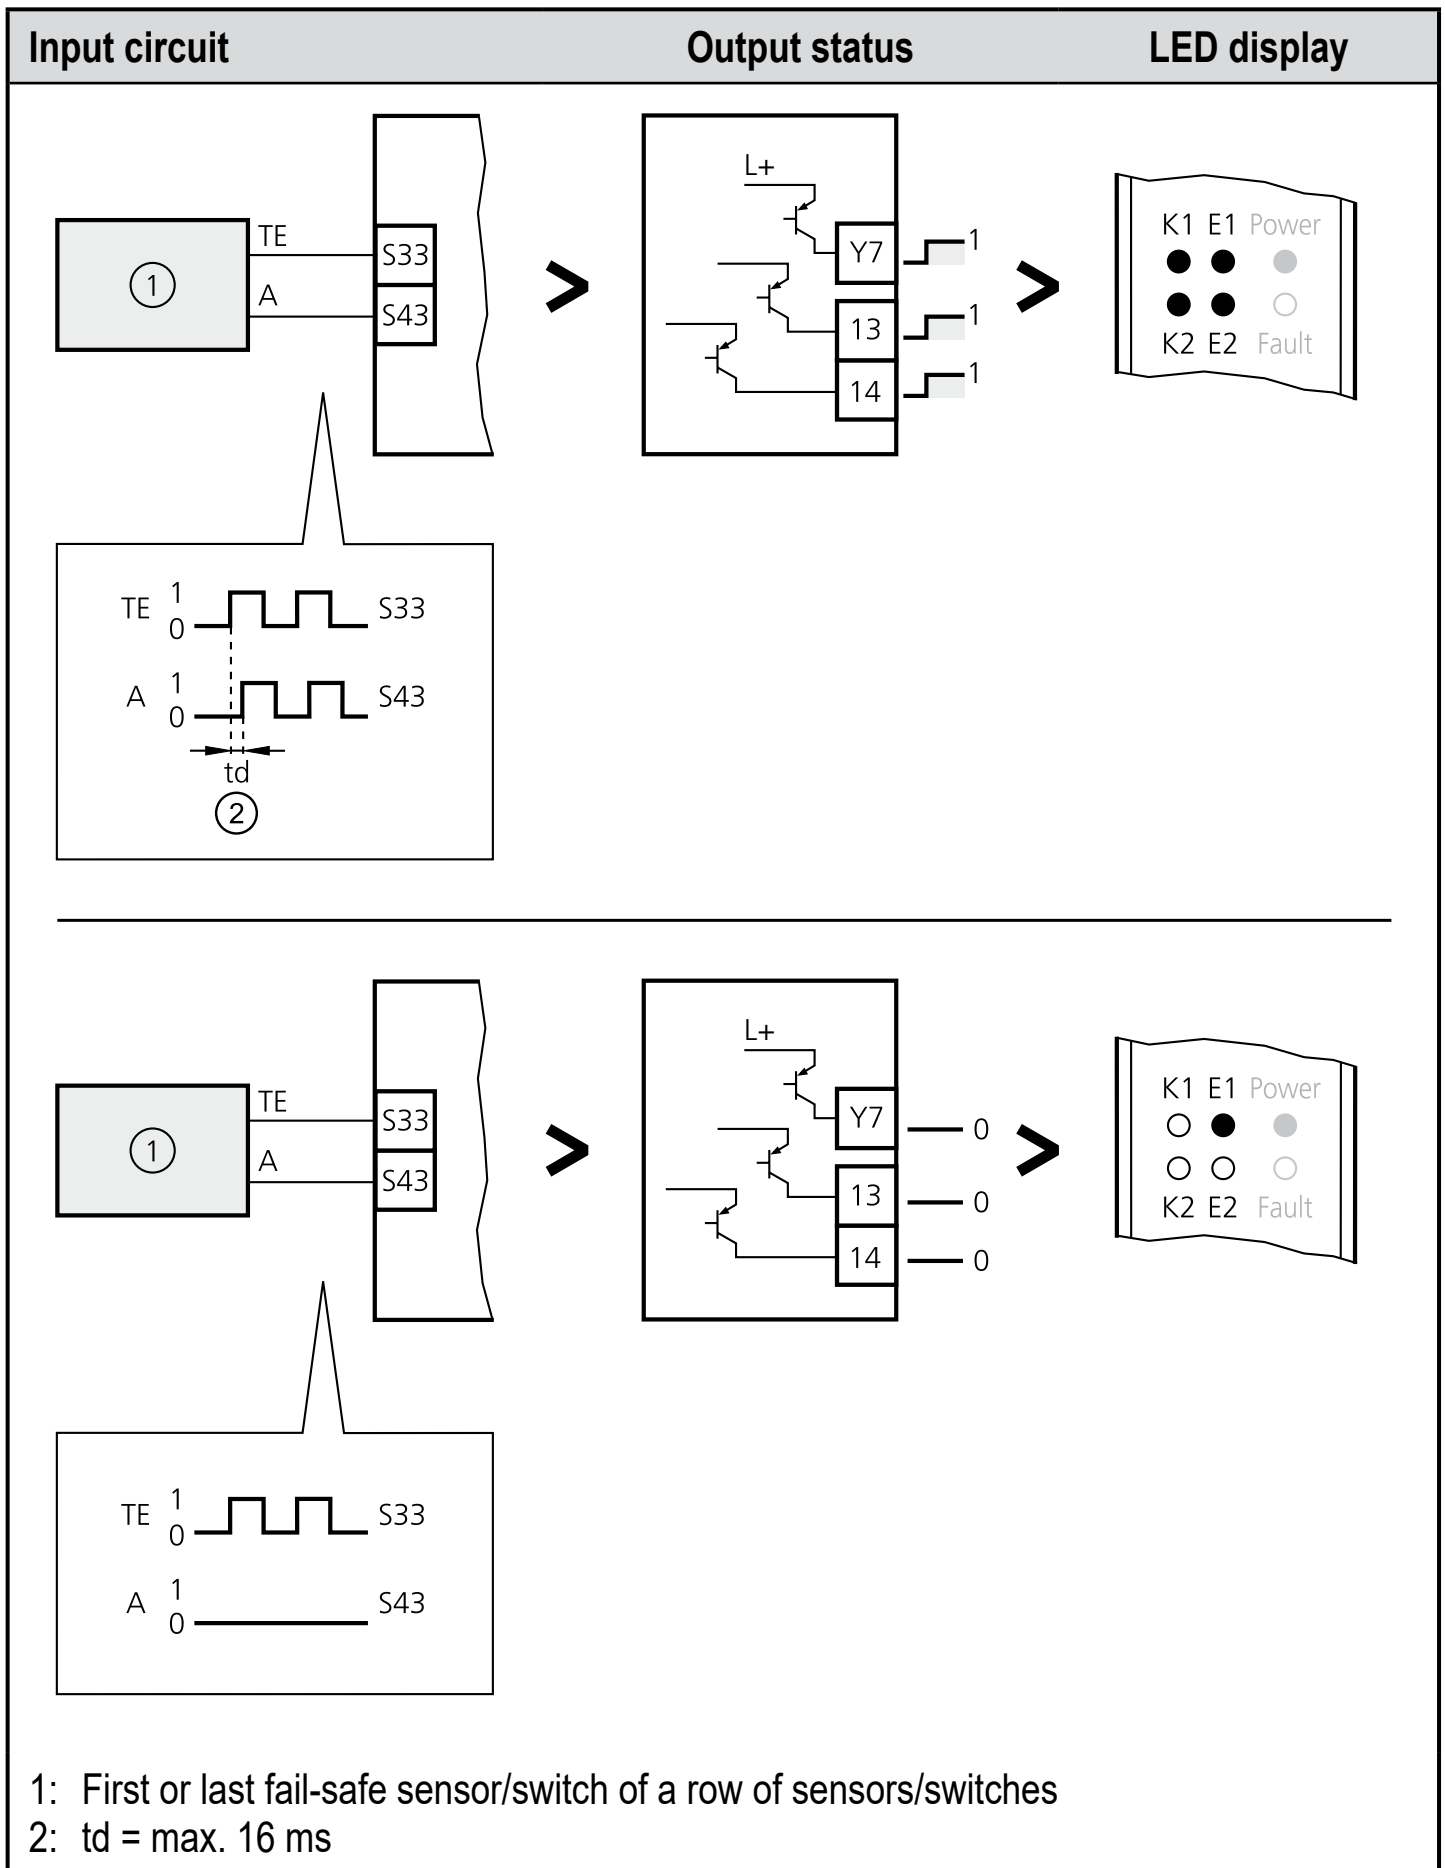 Input circuit Output status LED display
L+
TE S33
A S43
1
Y7 1
13 1
14 1
K1 E1 Power
K2 E2 Fault
TE 1 0 S33
A 1 0 S43
td
2
L+
TE S33
A S43
1
Y7 0
13 0
14 0
K1 E1 Power
K2 E2 Fault
TE 1 0 S33
A 1 0 S43
1: First or last fail-safe sensor/switch of a row of sensors/switches
2: td = max. 16 ms